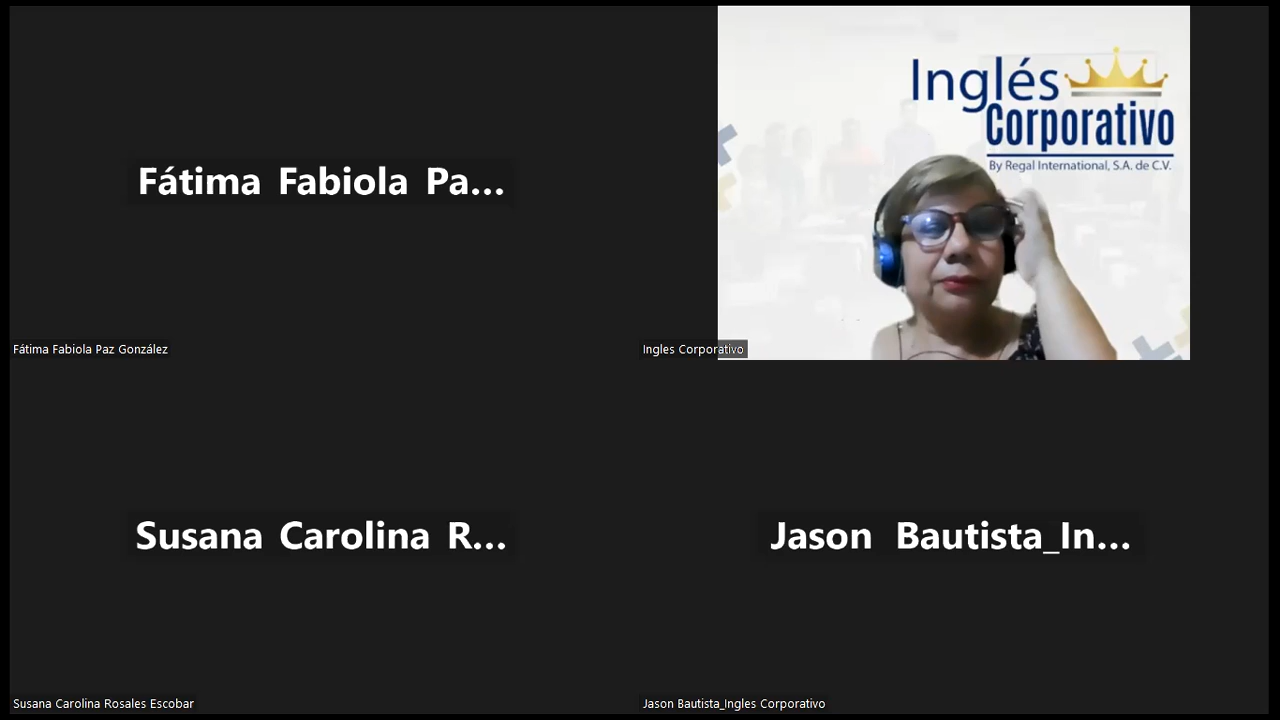 Fátima Fabiola Pa...
Fátima Fabiola Paz González
Inglés
Corporativo
By Regal International, S.A. de C.V.
Ingles Corporativo
Susana Carolina R...
Susana Carolina Rosales Escobar
Jason Bautista_In...
Jason Bautista_Ingles Corporativo